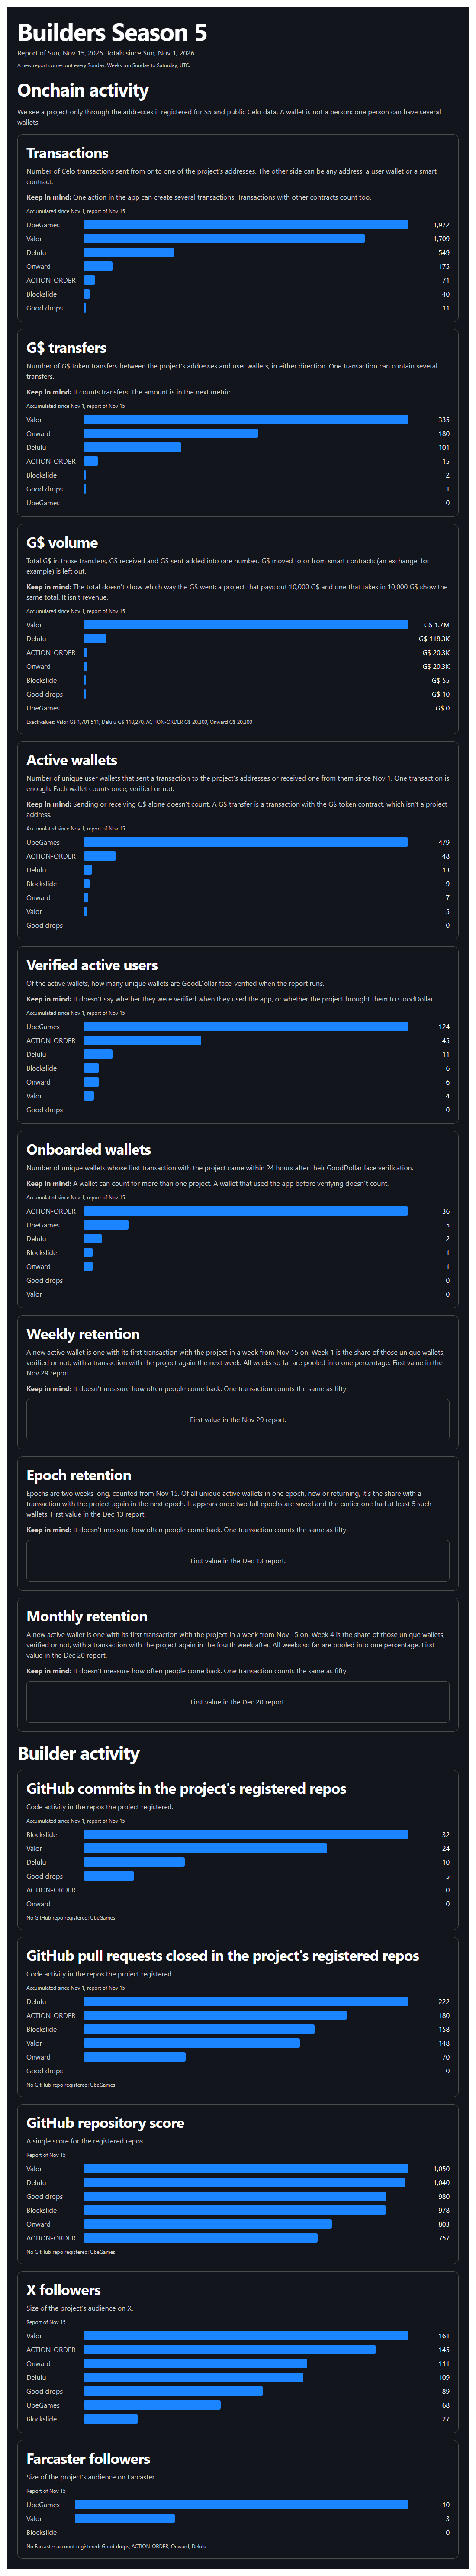 Builders Season 5
Report of Sun, Nov 15, 2026. Totals since Sun, Nov 1, 2026.
A new report comes out every Sunday. Weeks run Sunday to Saturday, UTC.
Onchain activity
We see a project only through the addresses it registered for S5 and public Celo data. A wallet is not a person: one person can have several
wallets.
Transactions
Number of Celo transactions sent from or to one of the project's addresses. The other side can be any address, a user wallet or a smart
contract.
Keep in mind: One action in the app can create several transactions. Transactions with other contracts count too.
Accumulated since Nov 1, report of Nov 15
UbeGames 1,972
Valor 1,709
Delulu 549
Onward 175
ACTION-ORDER 71
Blockslide 40
Good drops 11
G$ transfers
Number of G$ token transfers between the project's addresses and user wallets, in either direction. One transaction can contain several
transfers.
Keep in mind: It counts transfers. The amount is in the next metric.
Accumulated since Nov 1, report of Nov 15
Valor 335
Onward 180
Delulu 101
ACTION-ORDER 15
Blockslide 2
Good drops 1
UbeGames 0
G$ volume
Total G$ in those transfers, G$ received and G$ sent added into one number. G$ moved to or from smart contracts (an exchange, for
example) is left out.
Keep in mind: The total doesn't show which way the G$ went: a project that pays out 10,000 G$ and one that takes in 10,000 G$ show the
same total. It isn't revenue.
Accumulated since Nov 1, report of Nov 15
Valor G$ 1.7M
Delulu G$ 118.3K
ACTION-ORDER G$ 20.3K
Onward G$ 20.3K
Blockslide G$ 55
Good drops G$ 10
UbeGames G$ 0
Exact values: Valor G$ 1,701,511, Delulu G$ 118,270, ACTION-ORDER G$ 20,300, Onward G$ 20,300
Active wallets
Number of unique user wallets that sent a transaction to the project's addresses or received one from them since Nov 1. One transaction is
enough. Each wallet counts once, verified or not.
Keep in mind: Sending or receiving G$ alone doesn't count. A G$ transfer is a transaction with the G$ token contract, which isn't a project
address.
Accumulated since Nov 1, report of Nov 15
UbeGames 479
ACTION-ORDER 48
Delulu 13
Blockslide 9
Onward 7
Valor 5
Good drops 0
Verified active users
Of the active wallets, how many unique wallets are GoodDollar face-verified when the report runs.
Keep in mind: It doesn't say whether they were verified when they used the app, or whether the project brought them to GoodDollar.
Accumulated since Nov 1, report of Nov 15
UbeGames 124
ACTION-ORDER 45
Delulu 11
Blockslide 6
Onward 6
Valor 4
Good drops 0
Onboarded wallets
Number of unique wallets whose first transaction with the project came within 24 hours after their GoodDollar face verification.
Keep in mind: A wallet can count for more than one project. A wallet that used the app before verifying doesn't count.
Accumulated since Nov 1, report of Nov 15
ACTION-ORDER 36
UbeGames 5
Delulu 2
Blockslide 1
Onward 1
Good drops 0
Valor 0
Weekly retention
A new active wallet is one with its first transaction with the project in a week from Nov 15 on. Week 1 is the share of those unique wallets,
verified or not, with a transaction with the project again the next week. All weeks so far are pooled into one percentage. First value in the
Nov 29 report.
Keep in mind: It doesn't measure how often people come back. One transaction counts the same as fifty.
First value in the Nov 29 report.
Epoch retention
Epochs are two weeks long, counted from Nov 15. Of all unique active wallets in one epoch, new or returning, it's the share with a
transaction with the project again in the next epoch. It appears once two full epochs are saved and the earlier one had at least 5 such
wallets. First value in the Dec 13 report.
Keep in mind: It doesn't measure how often people come back. One transaction counts the same as fifty.
First value in the Dec 13 report.
Monthly retention
A new active wallet is one with its first transaction with the project in a week from Nov 15 on. Week 4 is the share of those unique wallets,
verified or not, with a transaction with the project again in the fourth week after. All weeks so far are pooled into one percentage. First
value in the Dec 20 report.
Keep in mind: It doesn't measure how often people come back. One transaction counts the same as fifty.
First value in the Dec 20 report.
Builder activity
GitHub commits in the project's registered repos
Code activity in the repos the project registered.
Accumulated since Nov 1, report of Nov 15
Blockslide 32
Valor 24
Delulu 10
Good drops 5
ACTION-ORDER 0
Onward 0
No GitHub repo registered: UbeGames
GitHub pull requests closed in the project's registered repos
Code activity in the repos the project registered.
Accumulated since Nov 1, report of Nov 15
Delulu 222
ACTION-ORDER 180
Blockslide 158
Valor 148
Onward 70
Good drops 0
No GitHub repo registered: UbeGames
GitHub repository score
A single score for the registered repos.
Report of Nov 15
Valor 1,050
Delulu 1,040
Good drops 980
Blockslide 978
Onward 803
ACTION-ORDER 757
No GitHub repo registered: UbeGames
X followers
Size of the project's audience on X.
Report of Nov 15
Valor 161
ACTION-ORDER 145
Onward 111
Delulu 109
Good drops 89
UbeGames 68
Blockslide 27
Farcaster followers
Size of the project's audience on Farcaster.
Report of Nov 15
UbeGames 10
Valor 3
Blockslide 0
No Farcaster account registered: Good drops, ACTION-ORDER, Onward, Delulu